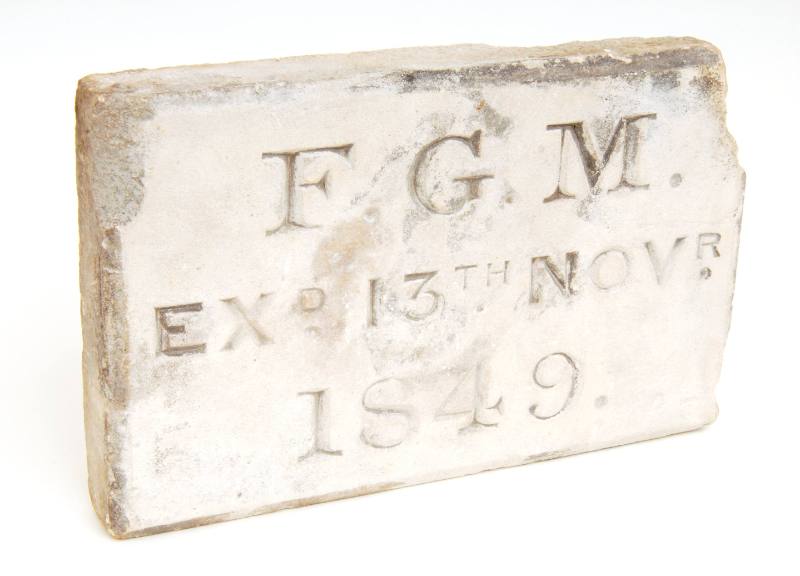 F. G. M.
EXD 13TH NOVR.
1849.